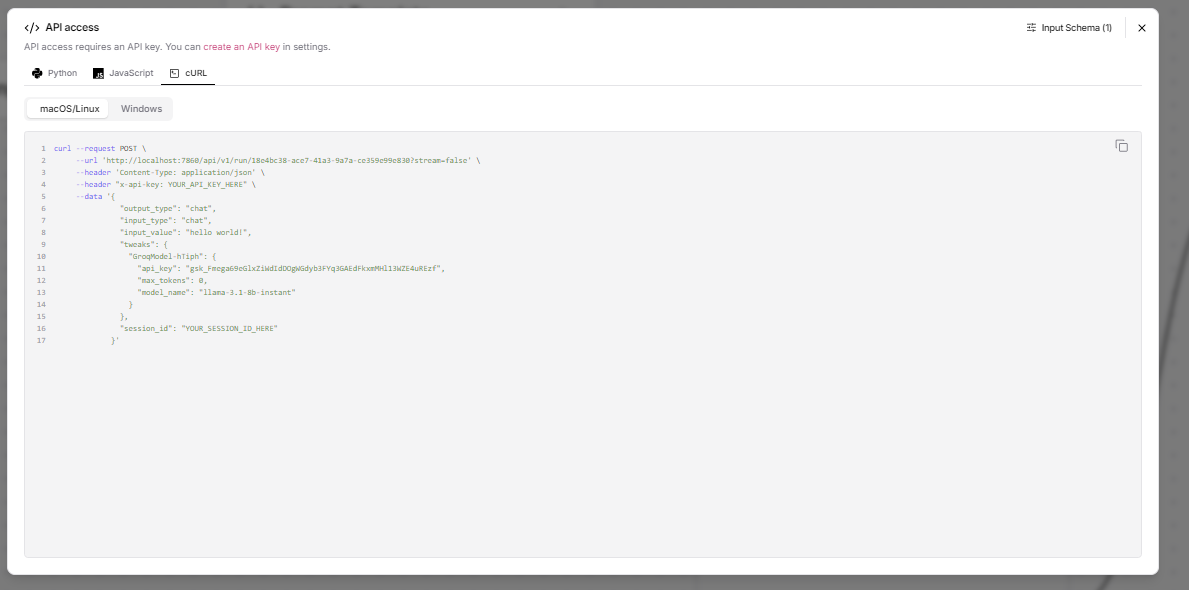 </> API access
Input Schema (1)
API access requires an API key. You can create an API key in settings.
Python JavaScript cURL
macOS/Linux Windows
1 curl --request POST \
2 --url 'http://localhost:7860/api/v1/run/18e4bc38-ace7-41a3-9a7a-ce359e99e830?stream=false' \
3 --header 'Content-Type: application/json' \
4 --header "x-api-key: YOUR_API_KEY_HERE" \
5 --data '{
6 "output_type": "chat",
7 "input_type": "chat",
8 "input_value": "hello world!",
9 "tweaks": {
10 "GroqModel-hTiph": {
11 "api_key":
12 "max_tokens": 0,
13 "model_name": "llama-3.1-8b-instant"
14 }
15 },
16 "session_id": "YOUR_SESSION_ID_HERE"
17 }'